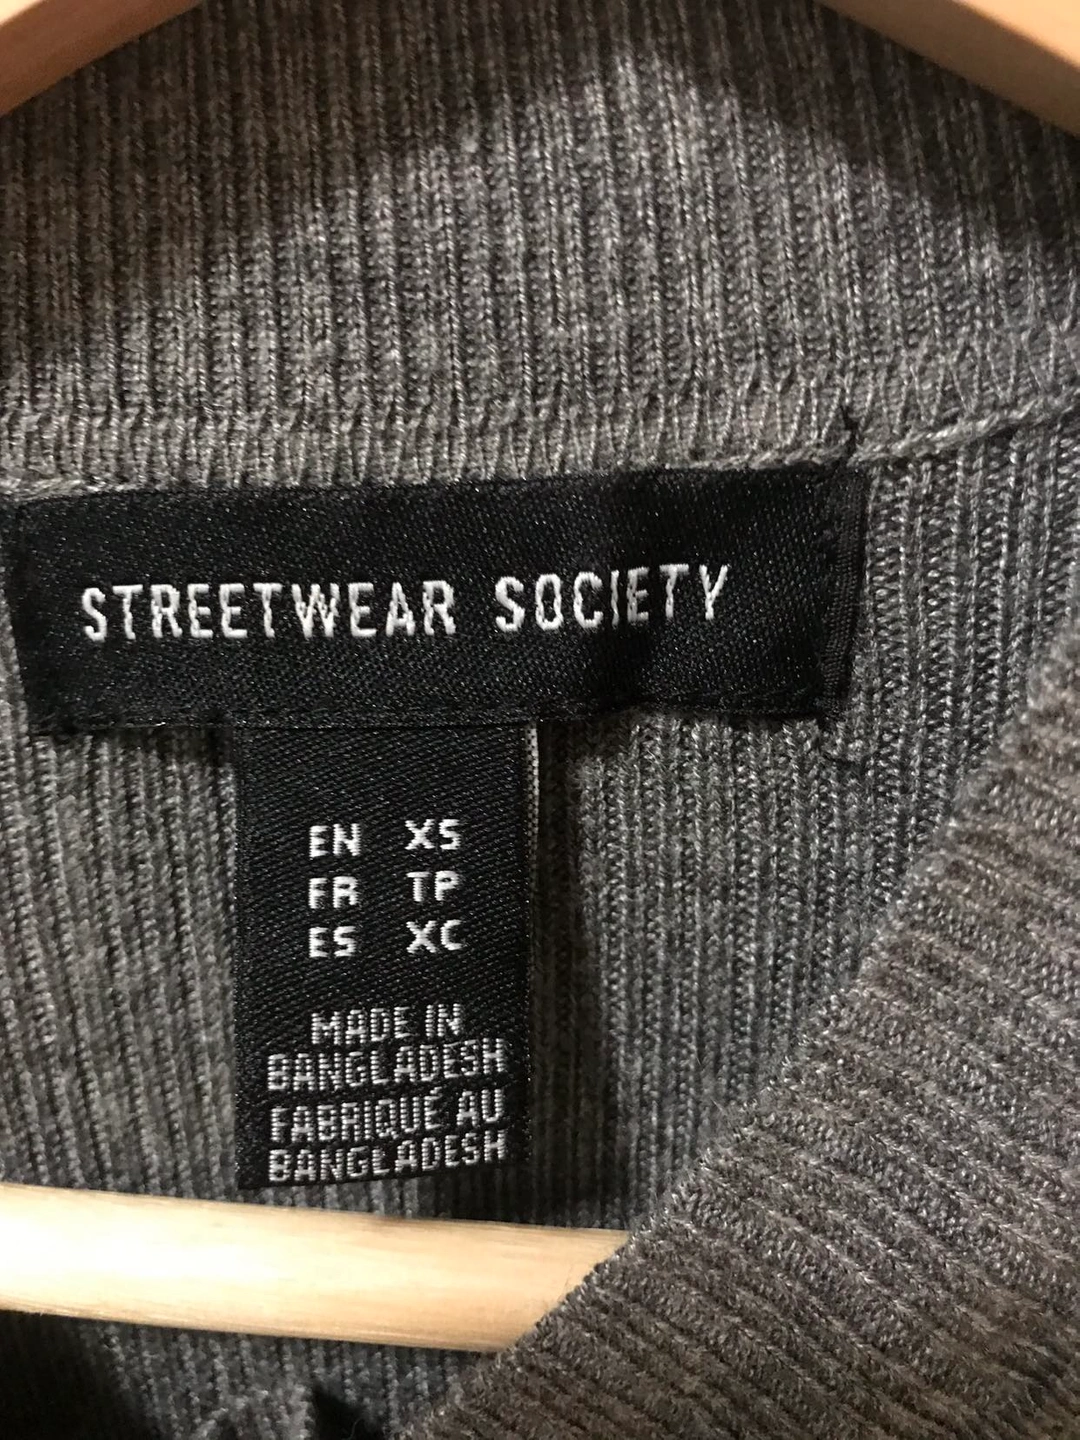 STREETWEAR SOCIETY
EN XS
FR TP
ES XC
MADE IN
BANGLADESH
FABRIQUÉ AU
BANGLADESH